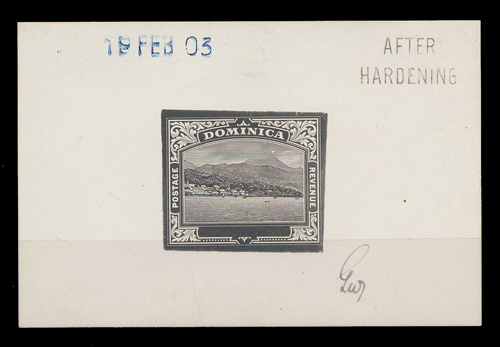 19 FEB 03
AFTER
HARDENING
DOMINICA
POSTAGE
REVENUE